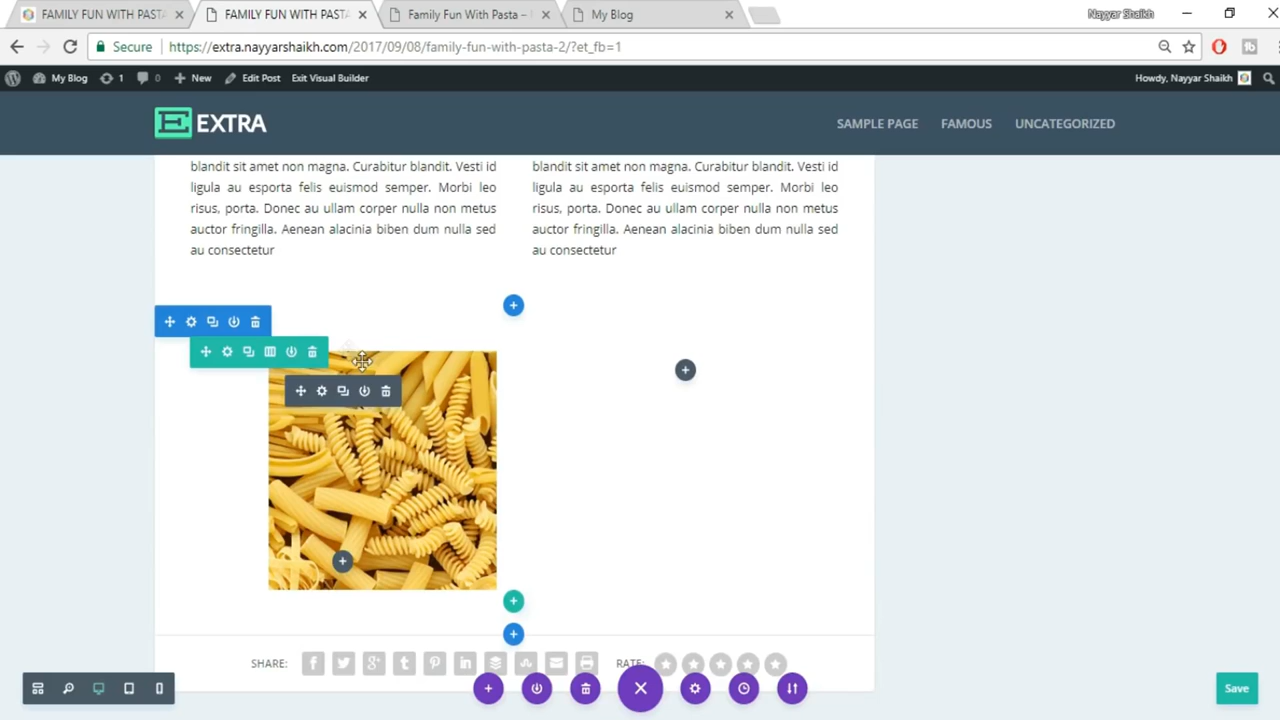 FAMILY FUN WITH PASTA
FAMILY FUN WITH PASTA
Family Fun With Pasta –
My Blog
Nayyar Shaikh
Secure
https://extra.nayyarshaikh.com/2017/09/08/family-fun-with-pasta-2/?et_fb=1
My Blog 1 0 New Edit Post Exit Visual Builder Howdy, Nayyar Shaikh
E EXTRA SAMPLE PAGE FAMOUS UNCATEGORIZED
blandit sit amet non magna. Curabitur blandit. Vesti id
ligula au esporta felis euismod semper. Morbi leo
risus, porta. Donec au ullam corper nulla non metus
auctor fringilla. Aenean alacinia biben dum nulla sed
au consectetur
blandit sit amet non magna. Curabitur blandit. Vesti id
ligula au esporta felis euismod semper. Morbi leo
risus, porta. Donec au ullam corper nulla non metus
auctor fringilla. Aenean alacinia biben dum nulla sed
au consectetur
SHARE: RATE:
Save